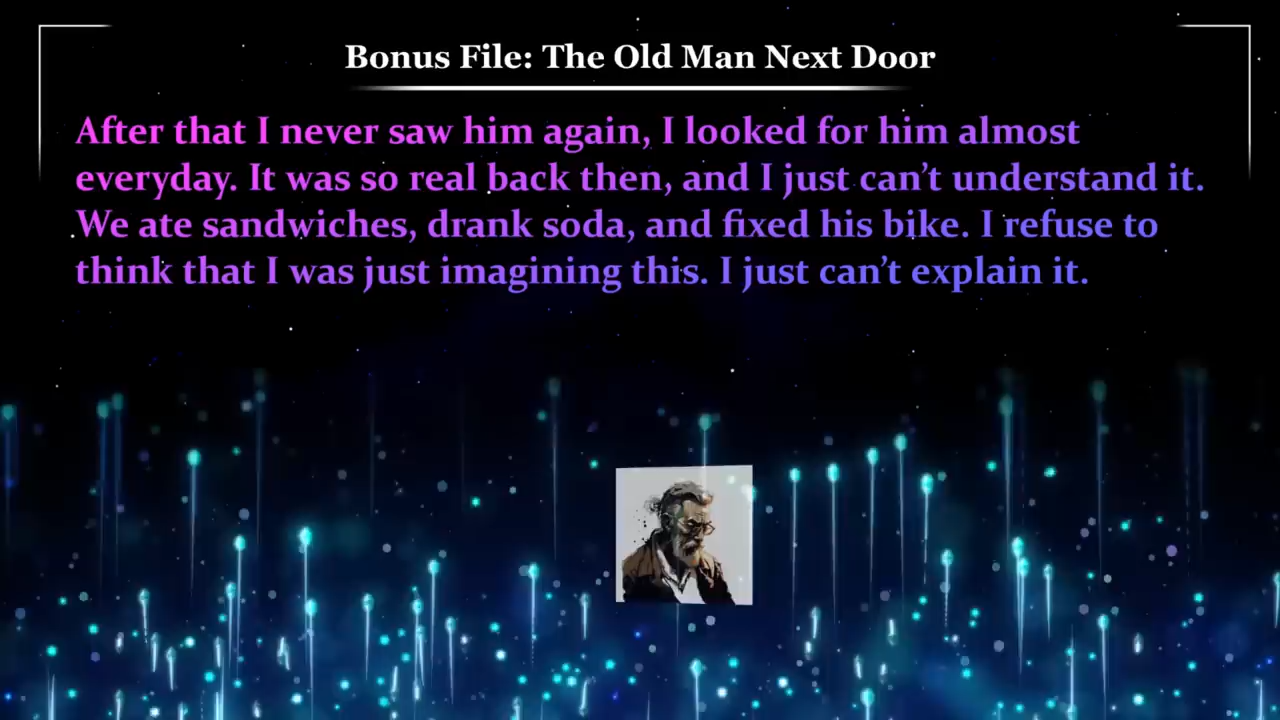 Bonus File: The Old Man Next Door
After that I never saw him again, I looked for him almost
everyday. It was so real back then, and I just can’t understand it.
We ate sandwiches, drank soda, and fixed his bike. I refuse to
think that I was just imagining this. I just can’t explain it.